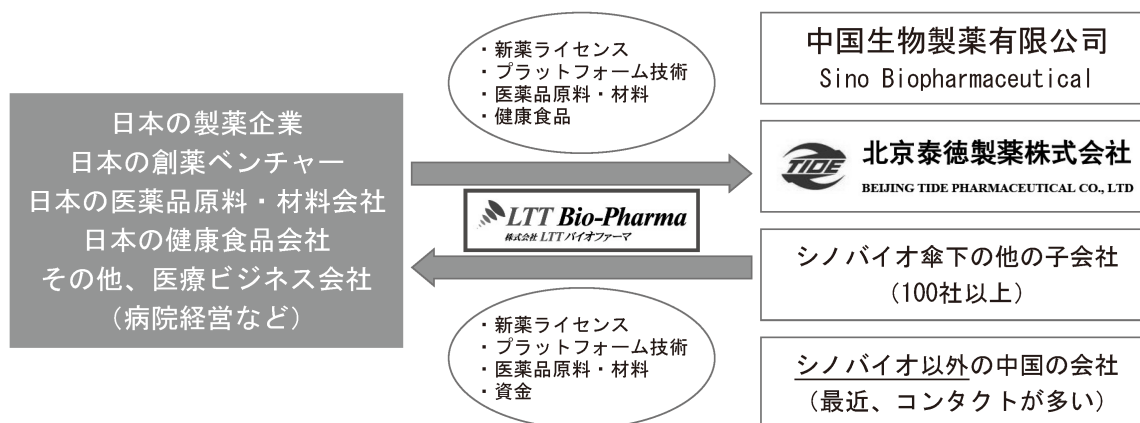 日本の製薬企業
日本の創薬ベンチャー
日本の医薬品原料・材料会社
日本の健康食品会社
その他、医療ビジネス会社
（病院経営など）
・新薬ライセンス
・プラットフォーム技術
・医薬品原料・材料
・健康食品
LTT Bio-Pharma
株式会社 LTT バイオファーマ
・新薬ライセンス
・プラットフォーム技術
・医薬品原料・材料
・資金
中国生物製薬有限公司
Sino Biopharmaceutical
TIDE
北京泰徳製薬株式会社
BEIJING TIDE PHARMACEUTICAL CO., LTD
シノバイオ傘下の他の子会社
（100社以上）
シノバイオ以外の中国の会社
（最近、コンタクトが多い）